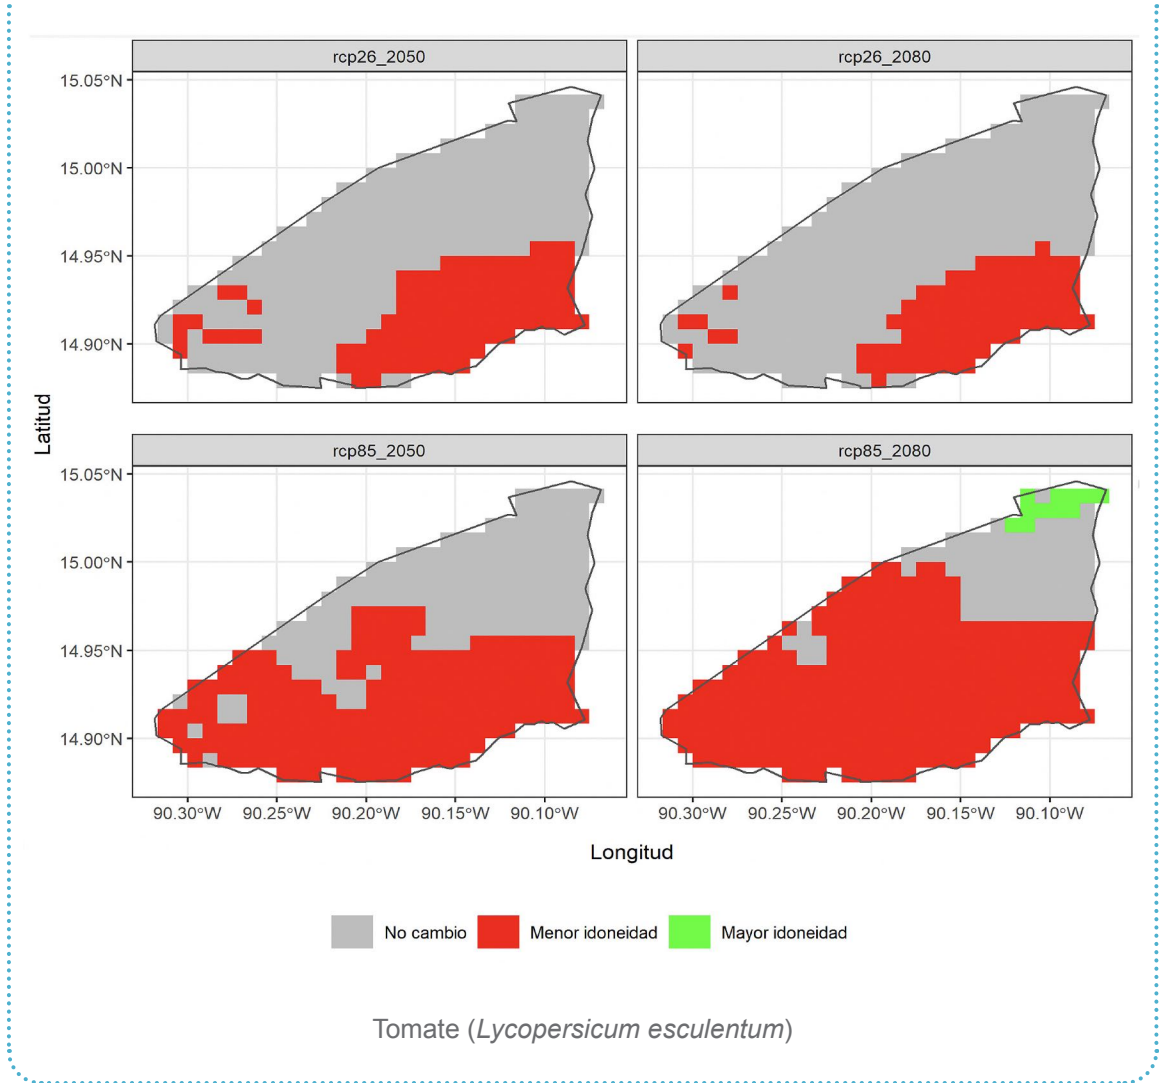 rcp26_2050
rcp26_2080
15.05°N
15.00°N
14.95°N
14.90°N
Latitud
rcp85_2050
rcp85_2080
15.05°N
15.00°N
14.95°N
14.90°N
90.30°W 90.25°W 90.20°W 90.15°W 90.10°W
90.30°W 90.25°W 90.20°W 90.15°W 90.10°W
Longitud
No cambio Menor idoneidad Mayor idoneidad
Tomate (Lycopersicum esculentum)